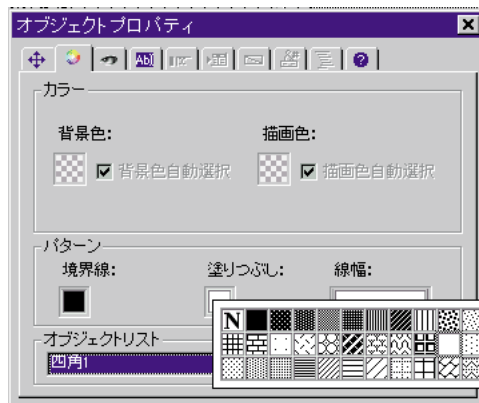 オブジェクトプロパティ
Ab|
カラー
背景色:
描画色:
背景色自動選択
描画色自動選択
パターン
境界線:
塗りつぶし:
線幅:
N
オブジェクトリスト
四角1